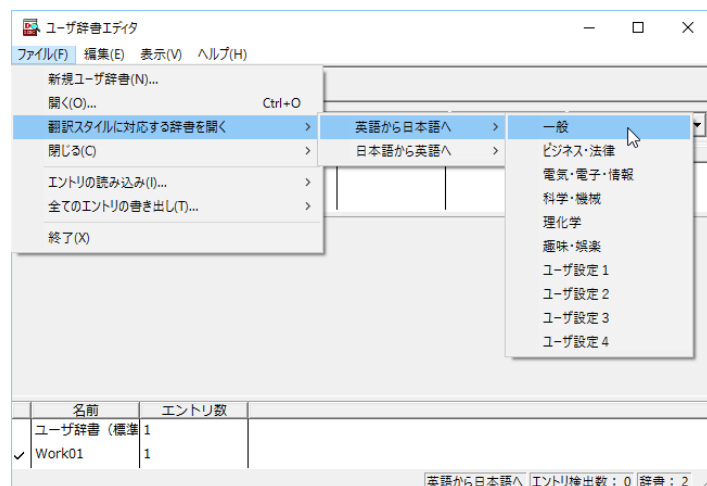 ユーザ辞書エディタ
ファイル(F) 編集(E) 表示(V) ヘルプ(H)
新規ユーザ辞書(N)...
開く(O)... Ctrl+O
翻訳スタイルに対応する辞書を開く
閉じる(C)
エントリの読み込み(I)...
全てのエントリの書き出し(T)...
終了(X)
英語から日本語へ
日本語から英語へ
一般
ビジネス・法律
電気・電子・情報
科学・機械
理化学
趣味・娯楽
ユーザ設定 1
ユーザ設定 2
ユーザ設定 3
ユーザ設定 4
名前 エントリ数
ユーザ辞書（標準 1
Work01 1
英語から日本語へ エントリ検出数： 0 辞書： 2